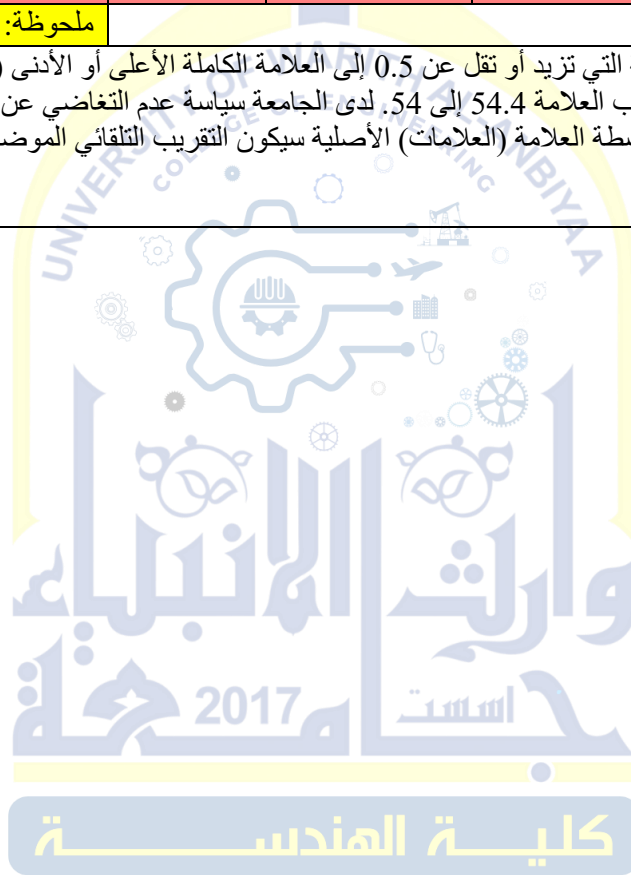 ملحوظة:
التي تزيد أو تقل عن 0.5 إلى العلامة الكاملة الأعلى أو الأدنى (
ب العلامة 54.4 إلى 54. لدى الجامعة سياسة عدم التغاضي عن
سطة العلامة (العلامات) الأصلية سيكون التقريب التلقائي الموض
UNIVERSITY OF WARITH AL-ANBIYAA
COLLEGE OF ENGINEERING
وارث الانبياء
2017
اسست
جامعة
كلية الهندسة